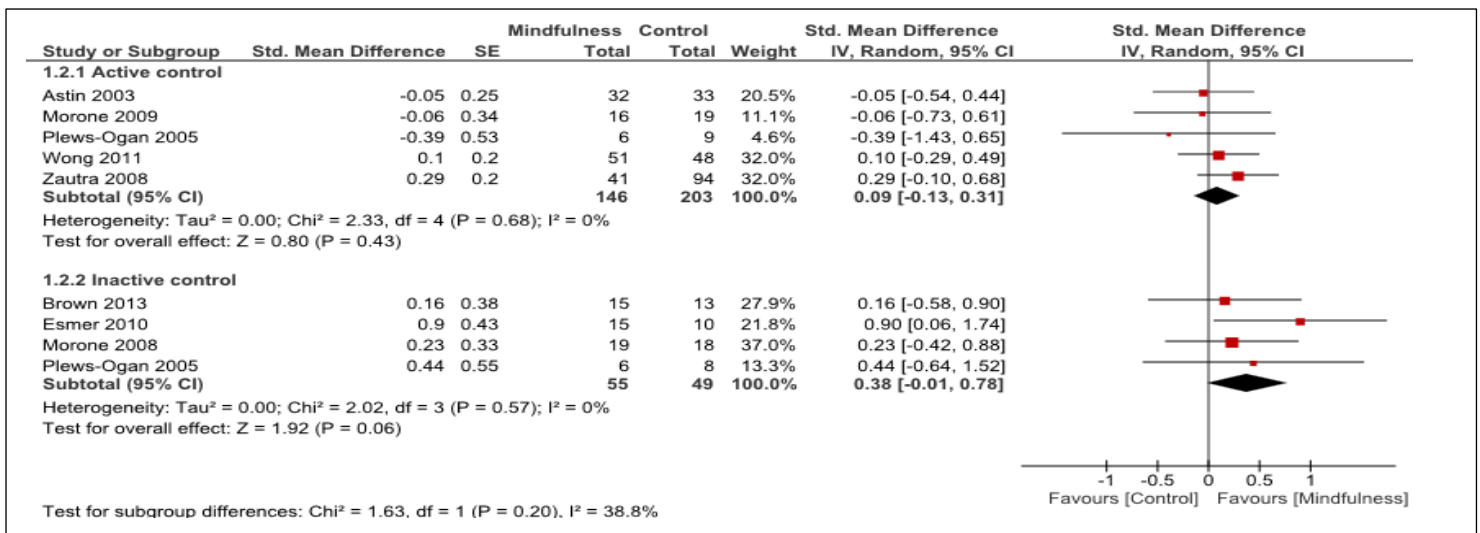 Mindfulness Control Std. Mean Difference Std. Mean Difference
Study or Subgroup Std. Mean Difference SE Total Total Weight IV, Random, 95% CI IV, Random, 95% CI
1.2.1 Active control
Astin 2003 -0.05 0.25 32 33 20.5% -0.05 [-0.54, 0.44]
Morone 2009 -0.06 0.34 16 19 11.1% -0.06 [-0.73, 0.61]
Plews-Ogan 2005 -0.39 0.53 6 9 4.6% -0.39 [-1.43, 0.65]
Wong 2011 0.1 0.2 51 48 32.0% 0.10 [-0.29, 0.49]
Zautra 2008 0.29 0.2 41 94 32.0% 0.29 [-0.10, 0.68]
Subtotal (95% CI) 146 203 100.0% 0.09 [-0.13, 0.31]
Heterogeneity: Tau² = 0.00; Chi² = 2.33, df = 4 (P = 0.68); I² = 0%
Test for overall effect: Z = 0.80 (P = 0.43)
1.2.2 Inactive control
Brown 2013 0.16 0.38 15 13 27.9% 0.16 [-0.58, 0.90]
Esmer 2010 0.9 0.43 15 10 21.8% 0.90 [0.06, 1.74]
Morone 2008 0.23 0.33 19 18 37.0% 0.23 [-0.42, 0.88]
Plews-Ogan 2005 0.44 0.55 6 8 13.3% 0.44 [-0.64, 1.52]
Subtotal (95% CI) 55 49 100.0% 0.38 [-0.01, 0.78]
Heterogeneity: Tau² = 0.00; Chi² = 2.02, df = 3 (P = 0.57); I² = 0%
Test for overall effect: Z = 1.92 (P = 0.06)
-1 -0.5 0 0.5 1
Favours [Control] Favours [Mindfulness]
Test for subgroup differences: Chi² = 1.63, df = 1 (P = 0.20), I² = 38.8%